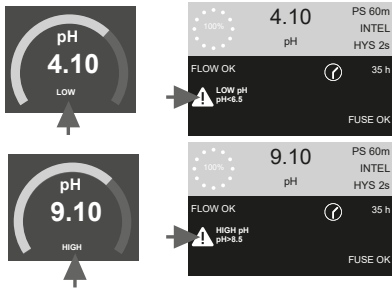 pH
4.10
LOW
100%
4.10
pH
PS 60m
INTEL
HYS 2s
FLOW OK
35 h
LOW pH
pH<6.5
FUSE OK
pH
9.10
HIGH
100%
9.10
pH
PS 60m
INTEL
HYS 2s
FLOW OK
35 h
HIGH pH
pH>8.5
FUSE OK